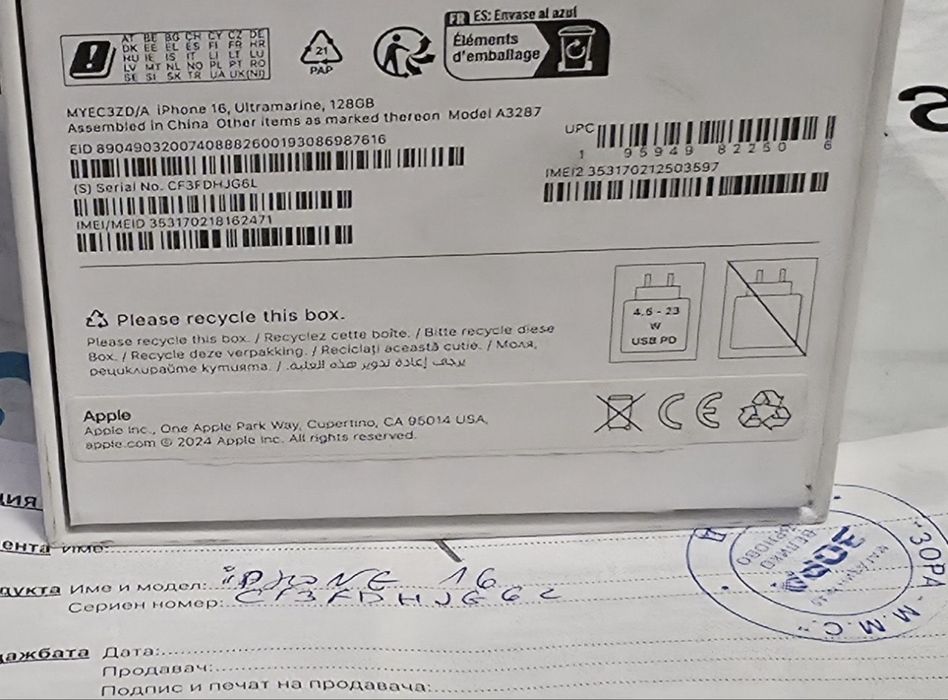 FR ES: Envase al azul
Éléments
d'emballage
AT BE BG CH CY CZ DE
DK EE EL ES FI FR HR
HU IE IS IT LI LT LU
LV MT NL NO PL PT RO
SE SI SK TR UA UK(NI)
21
PAP
MYEC3ZD/A iPhone 16, Ultramarine, 128GB
Assembled in China Other items as marked thereon Model A3287
EID 89049032007408882600193086987616
UPC
1 95949 82250 6
(S) Serial No. CF3FDHJG6L
IMEI2 353170212503597
IMEI/MEID 353170218162471
Please recycle this box.
Please recycle this box. / Recyclez cette boîte. / Bitte recycle diese
Box. / Recycle deze verpakking. / Reciclați această cutie. / Моля,
рециклирайте кутията. / يرجى إعادة تدوير هذه العلبة.
4.5 - 23
W
USB PD
Apple
Apple Inc., One Apple Park Way, Cupertino, CA 95014 USA,
apple.com © 2024 Apple Inc. All rights reserved.
CE
ция
ента име:
дукта Име и модел: iPHONE 16
Сериен номер: CF3FDHJG6L
дажбата Дата:
Продавач:
Подпис и печат на продавача:
"ЗОРА - М.М.С."
ВЕЛИКО
ТЪРНОВО